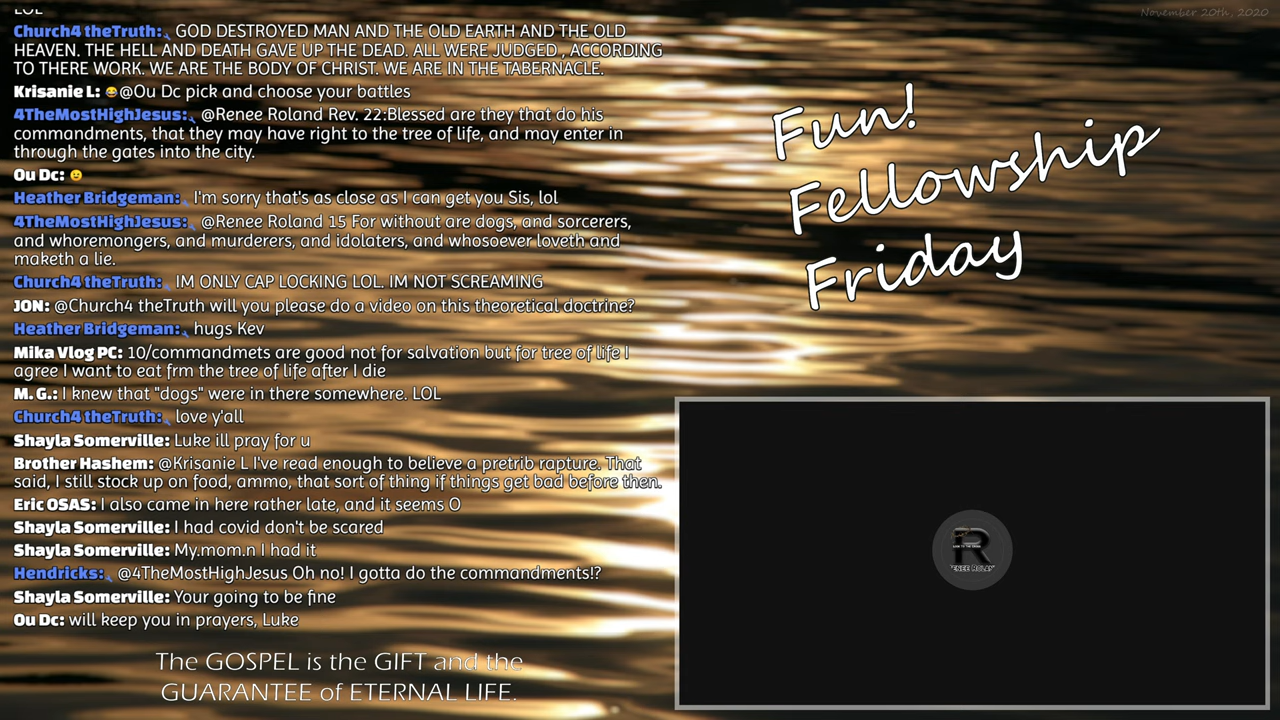 LOL
Church4 theTruth: GOD DESTROYED MAN AND THE OLD EARTH AND THE OLD
HEAVEN. THE HELL AND DEATH GAVE UP THE DEAD. ALL WERE JUDGED , ACCORDING
TO THERE WORK. WE ARE THE BODY OF CHRIST. WE ARE IN THE TABERNACLE.
Krisanie L: 😂@Ou Dc pick and choose your battles
4TheMostHighJesus: @Renee Roland Rev. 22:Blessed are they that do his
commandments, that they may have right to the tree of life, and may enter in
through the gates into the city.
Ou Dc: 😉
Heather Bridgeman: I'm sorry that's as close as I can get you Sis, lol
4TheMostHighJesus: @Renee Roland 15 For without are dogs, and sorcerers,
and whoremongers, and murderers, and idolaters, and whosoever loveth and
maketh a lie.
Church4 theTruth: IM ONLY CAP LOCKING LOL. IM NOT SCREAMING
JON: @Church4 theTruth will you please do a video on this theoretical doctrine?
Heather Bridgeman: hugs Kev
Mika Vlog PC: 10/commandmets are good not for salvation but for tree of life I
agree I want to eat frm the tree of life after I die
M. G.: I knew that "dogs" were in there somewhere. LOL
Church4 theTruth: love y'all
Shayla Somerville: Luke ill pray for u
Brother Hashem: @Krisanie L I've read enough to believe a pretrib rapture. That
said, I still stock up on food, ammo, that sort of thing if things get bad before then.
Eric OSAS: I also came in here rather late, and it seems O
Shayla Somerville: I had covid don't be scared
Shayla Somerville: My.mom.n I had it
Hendricks: @4TheMostHighJesus Oh no! I gotta do the commandments!?
Shayla Somerville: Your going to be fine
Ou Dc: will keep you in prayers, Luke
The GOSPEL is the GIFT and the
GUARANTEE of ETERNAL LIFE.
November 20th, 2020
Fun!
Fellowship
Friday
R